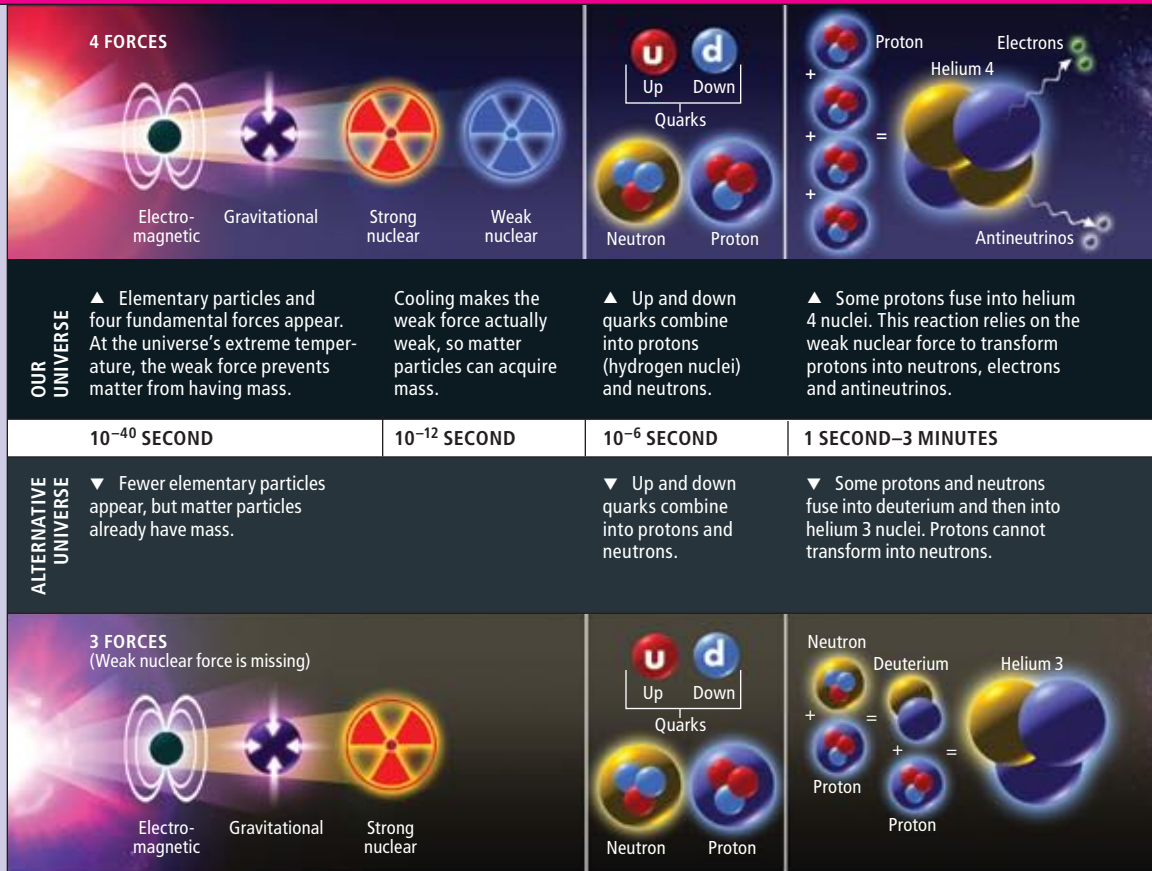 4 FORCES
Electro-
magnetic
Gravitational
Strong
nuclear
Weak
nuclear
u
d
Up
Down
Quarks
Neutron
Proton
Proton
+
+
+
=
Helium 4
Electrons
Antineutrinos
OUR
UNIVERSE
▲ Elementary particles and
four fundamental forces appear.
At the universe’s extreme temper-
ature, the weak force prevents
matter from having mass.
Cooling makes the
weak force actually
weak, so matter
particles can acquire
mass.
▲ Up and down
quarks combine
into protons
(hydrogen nuclei)
and neutrons.
▲ Some protons fuse into helium
4 nuclei. This reaction relies on the
weak nuclear force to transform
protons into neutrons, electrons
and antineutrinos.
10⁻⁴⁰ SECOND
10⁻¹² SECOND
10⁻⁶ SECOND
1 SECOND–3 MINUTES
ALTERNATIVE
UNIVERSE
▼ Fewer elementary particles
appear, but matter particles
already have mass.
▼ Up and down
quarks combine
into protons and
neutrons.
▼ Some protons and neutrons
fuse into deuterium and then into
helium 3 nuclei. Protons cannot
transform into neutrons.
3 FORCES
(Weak nuclear force is missing)
Electro-
magnetic
Gravitational
Strong
nuclear
u
d
Up
Down
Quarks
Neutron
Proton
Neutron
+
Proton
=
Deuterium
+
Proton
=
Helium 3